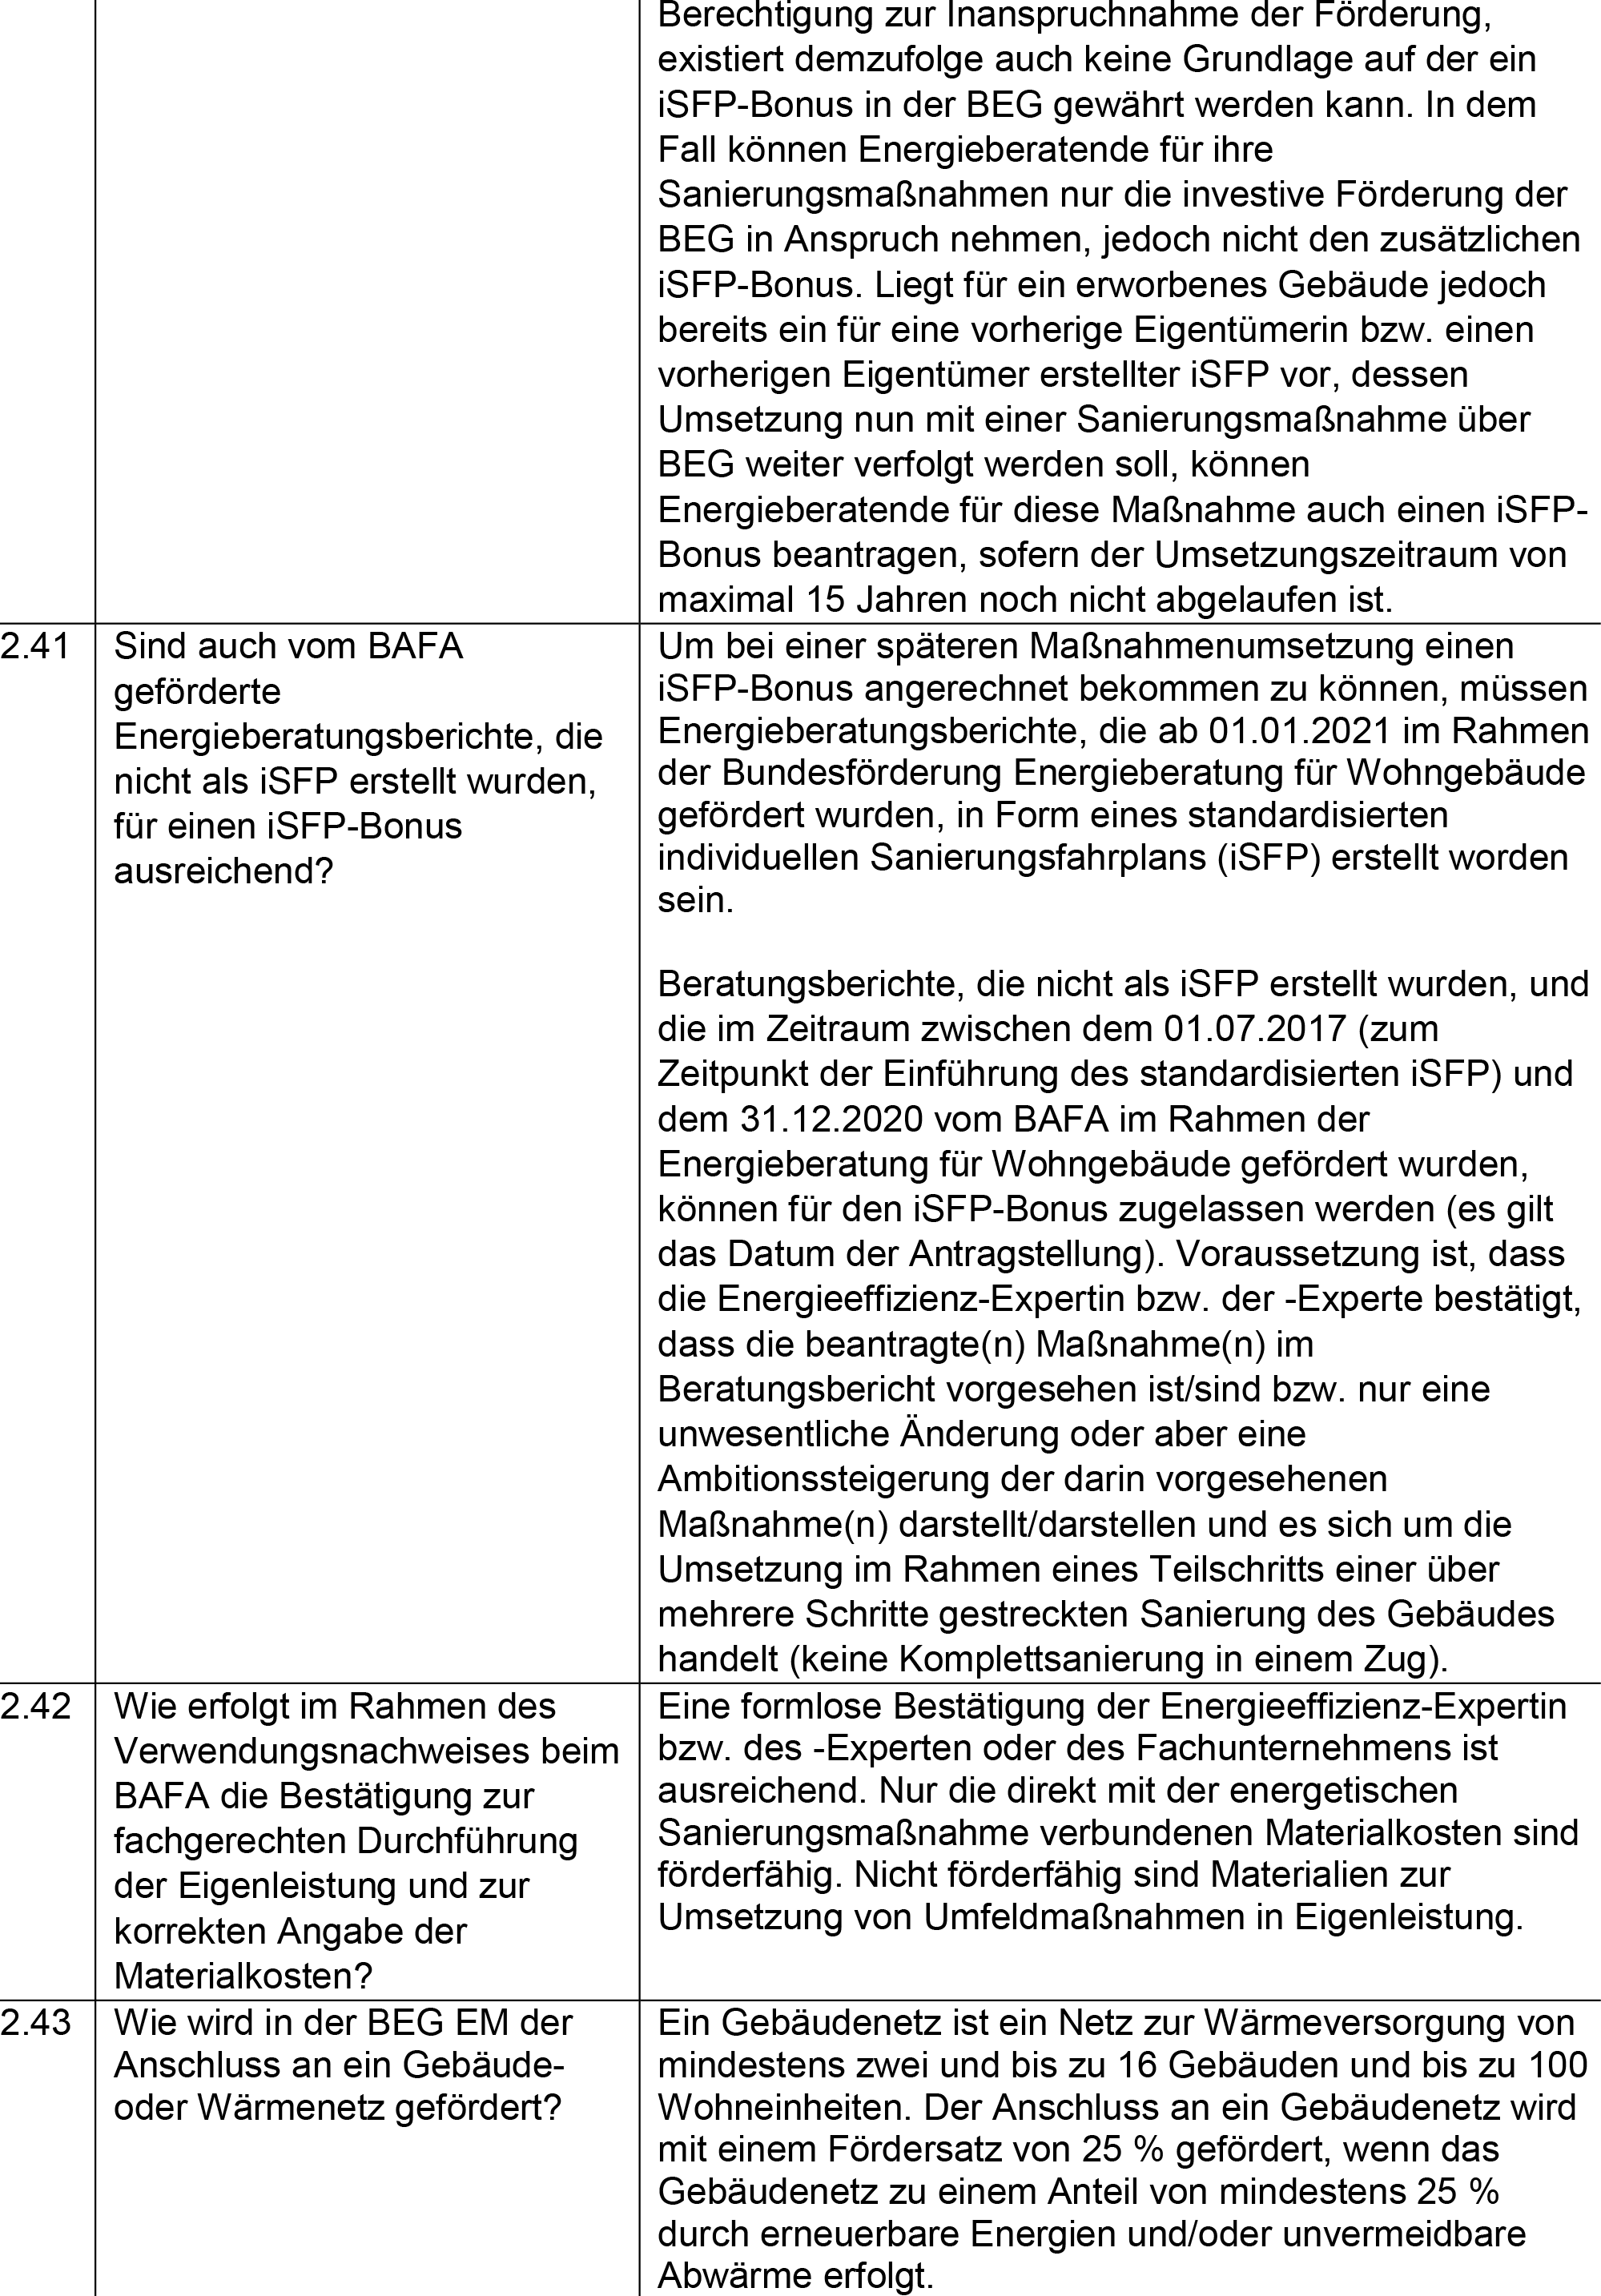 Berechtigung zur Inanspruchnahme der Förderung,
existiert demzufolge auch keine Grundlage auf der ein
iSFP-Bonus in der BEG gewährt werden kann. In dem
Fall können Energieberatende für ihre
Sanierungsmaßnahmen nur die investive Förderung der
BEG in Anspruch nehmen, jedoch nicht den zusätzlichen
iSFP-Bonus. Liegt für ein erworbenes Gebäude jedoch
bereits ein für eine vorherige Eigentümerin bzw. einen
vorherigen Eigentümer erstellter iSFP vor, dessen
Umsetzung nun mit einer Sanierungsmaßnahme über
BEG weiter verfolgt werden soll, können
Energieberatende für diese Maßnahme auch einen iSFP-
Bonus beantragen, sofern der Umsetzungszeitraum von
maximal 15 Jahren noch nicht abgelaufen ist.
2.41
Sind auch vom BAFA
geförderte
Energieberatungsberichte, die
nicht als iSFP erstellt wurden,
für einen iSFP-Bonus
ausreichend?
Um bei einer späteren Maßnahmenumsetzung einen
iSFP-Bonus angerechnet bekommen zu können, müssen
Energieberatungsberichte, die ab 01.01.2021 im Rahmen
der Bundesförderung Energieberatung für Wohngebäude
gefördert wurden, in Form eines standardisierten
individuellen Sanierungsfahrplans (iSFP) erstellt worden
sein.
Beratungsberichte, die nicht als iSFP erstellt wurden, und
die im Zeitraum zwischen dem 01.07.2017 (zum
Zeitpunkt der Einführung des standardisierten iSFP) und
dem 31.12.2020 vom BAFA im Rahmen der
Energieberatung für Wohngebäude gefördert wurden,
können für den iSFP-Bonus zugelassen werden (es gilt
das Datum der Antragstellung). Voraussetzung ist, dass
die Energieeffizienz-Expertin bzw. der -Experte bestätigt,
dass die beantragte(n) Maßnahme(n) im
Beratungsbericht vorgesehen ist/sind bzw. nur eine
unwesentliche Änderung oder aber eine
Ambitionssteigerung der darin vorgesehenen
Maßnahme(n) darstellt/darstellen und es sich um die
Umsetzung im Rahmen eines Teilschritts einer über
mehrere Schritte gestreckten Sanierung des Gebäudes
handelt (keine Komplettsanierung in einem Zug).
2.42
Wie erfolgt im Rahmen des
Verwendungsnachweises beim
BAFA die Bestätigung zur
fachgerechten Durchführung
der Eigenleistung und zur
korrekten Angabe der
Materialkosten?
Eine formlose Bestätigung der Energieeffizienz-Expertin
bzw. des -Experten oder des Fachunternehmens ist
ausreichend. Nur die direkt mit der energetischen
Sanierungsmaßnahme verbundenen Materialkosten sind
förderfähig. Nicht förderfähig sind Materialien zur
Umsetzung von Umfeldmaßnahmen in Eigenleistung.
2.43
Wie wird in der BEG EM der
Anschluss an ein Gebäude-
oder Wärmenetz gefördert?
Ein Gebäudenetz ist ein Netz zur Wärmeversorgung von
mindestens zwei und bis zu 16 Gebäuden und bis zu 100
Wohneinheiten. Der Anschluss an ein Gebäudenetz wird
mit einem Fördersatz von 25 % gefördert, wenn das
Gebäudenetz zu einem Anteil von mindestens 25 %
durch erneuerbare Energien und/oder unvermeidbare
Abwärme erfolgt.